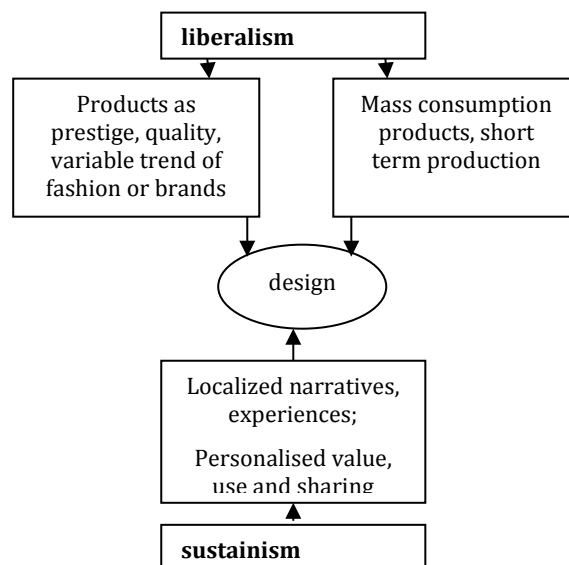 liberalism
Products as
prestige, quality,
variable trend of
fashion or brands
Mass consumption
products, short
term production
design
Localized narratives,
experiences;
Personalised value,
use and sharing
sustainism